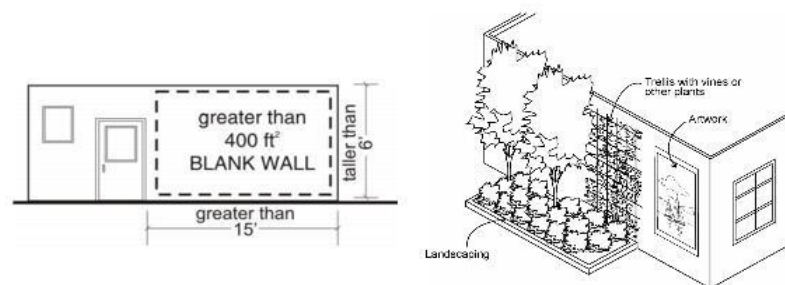 greater than
400 ft²
BLANK WALL
taller than
6'
greater than
15'
Trellis with vines or
other plants
Artwork
Landscaping